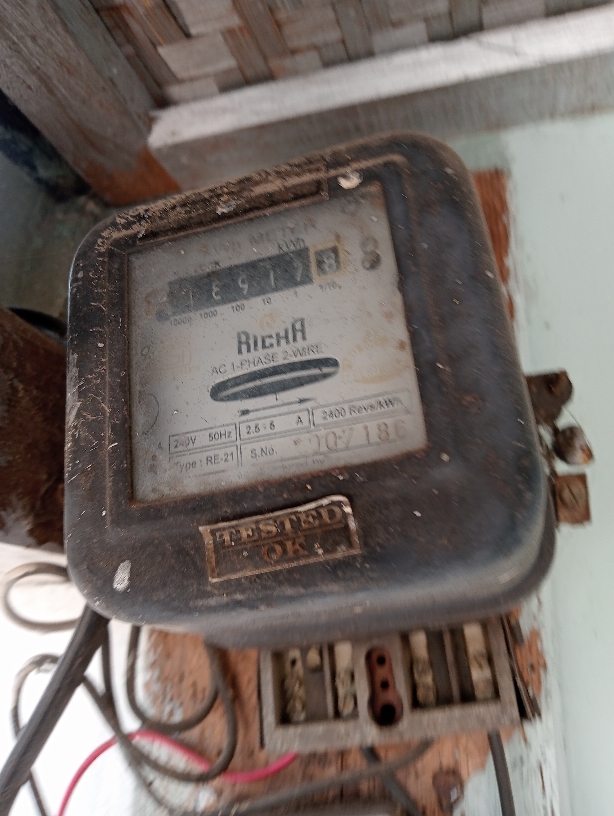 kWh
10000 1000 100 10 1 1/10
RICHA
AC 1-PHASE 2-WIRE
240V 50Hz 2.5-5 A 2400 Revs/kWh
Type: RE-21 S.No.
TESTED
OK